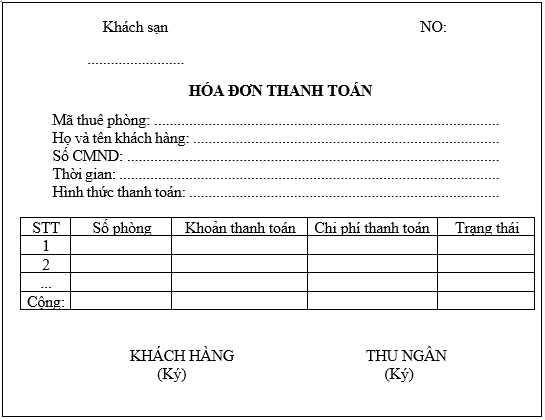 Khách sạn NO:
.........................
HÓA ĐƠN THANH TOÁN
Mã thuê phòng: ..........................................................................................
Họ và tên khách hàng: ................................................................................
Số CMND: .................................................................................................
Thời gian: ...................................................................................................
Hình thức thanh toán: .................................................................................
STT Số phòng Khoản thanh toán Chi phí thanh toán Trạng thái
1
2
...
Cộng:
KHÁCH HÀNG THU NGÂN
(Ký) (Ký)